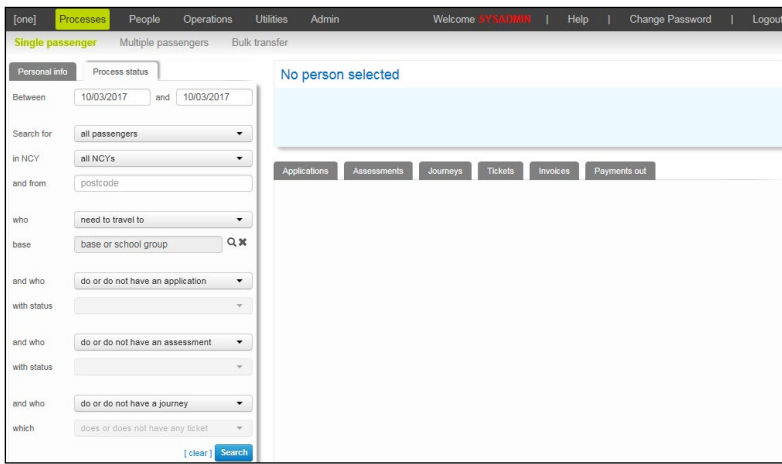 [one] Processes People Operations Utilities Admin Welcome SYSADMIN | Help | Change Password | Logout
Single passenger Multiple passengers Bulk transfer
Personal info Process status
No person selected
Between 10/03/2017 and 10/03/2017
Search for all passengers
in NCY all NCYs
Applications Assessments Journeys Tickets Invoices Payments out
and from postcode
who need to travel to
base base or school group
and who do or do not have an application
with status
and who do or do not have an assessment
with status
and who do or do not have a journey
which does or does not have any ticket
[ clear ] Search